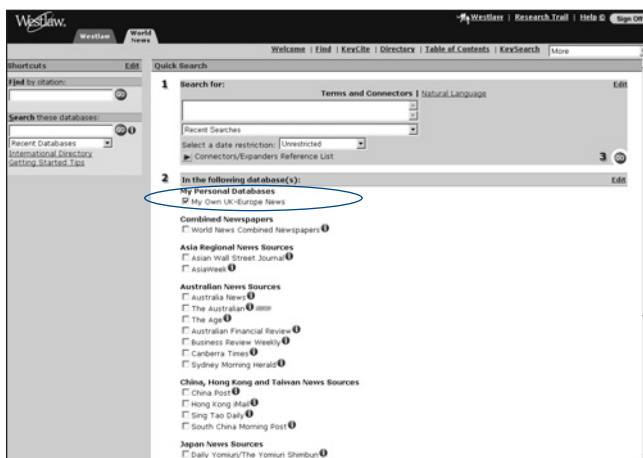 Westlaw.
Westlaw | Research Trail | Help | Sign Off
Westlaw
World News
Welcome | Find | KeyCite | Directory | Table of Contents | KeySearch
More
Shortcuts Edit
Find by citation:
GO
Search these databases:
GO
Recent Databases
International Directory
Getting Started Tips
Quick Search
1 Search for: Edit
Terms and Connectors | Natural Language
Recent Searches
Select a date restriction: Unrestricted
Connectors/Expanders Reference List
3 GO
2 In the following database(s): Edit
My Personal Databases
My Own UK-Europe News
Combined Newspapers
World News Combined Newspapers
Asia Regional News Sources
Asian Wall Street Journal
AsiaWeek
Australian News Sources
Australia News
The Australian
The Age
Australian Financial Review
Business Review Weekly
Canberra Times
Sydney Morning Herald
China, Hong Kong and Taiwan News Sources
China Post
Hong Kong iMail
Sing Tao Daily
South China Morning Post
Japan News Sources
Daily Yomiuri/The Yomiuri Shimbun